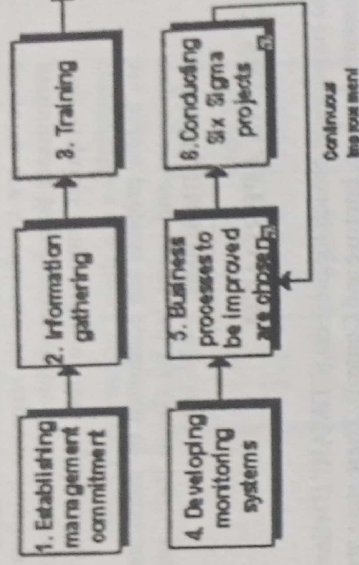 1. Establishing
management
commitment
2. Information
gathering
3. Training
4. Developing
monitoring
systems
5. Business
processes to
be improved
are chosen
6. Conducting
Six Sigma
projects
Continuous